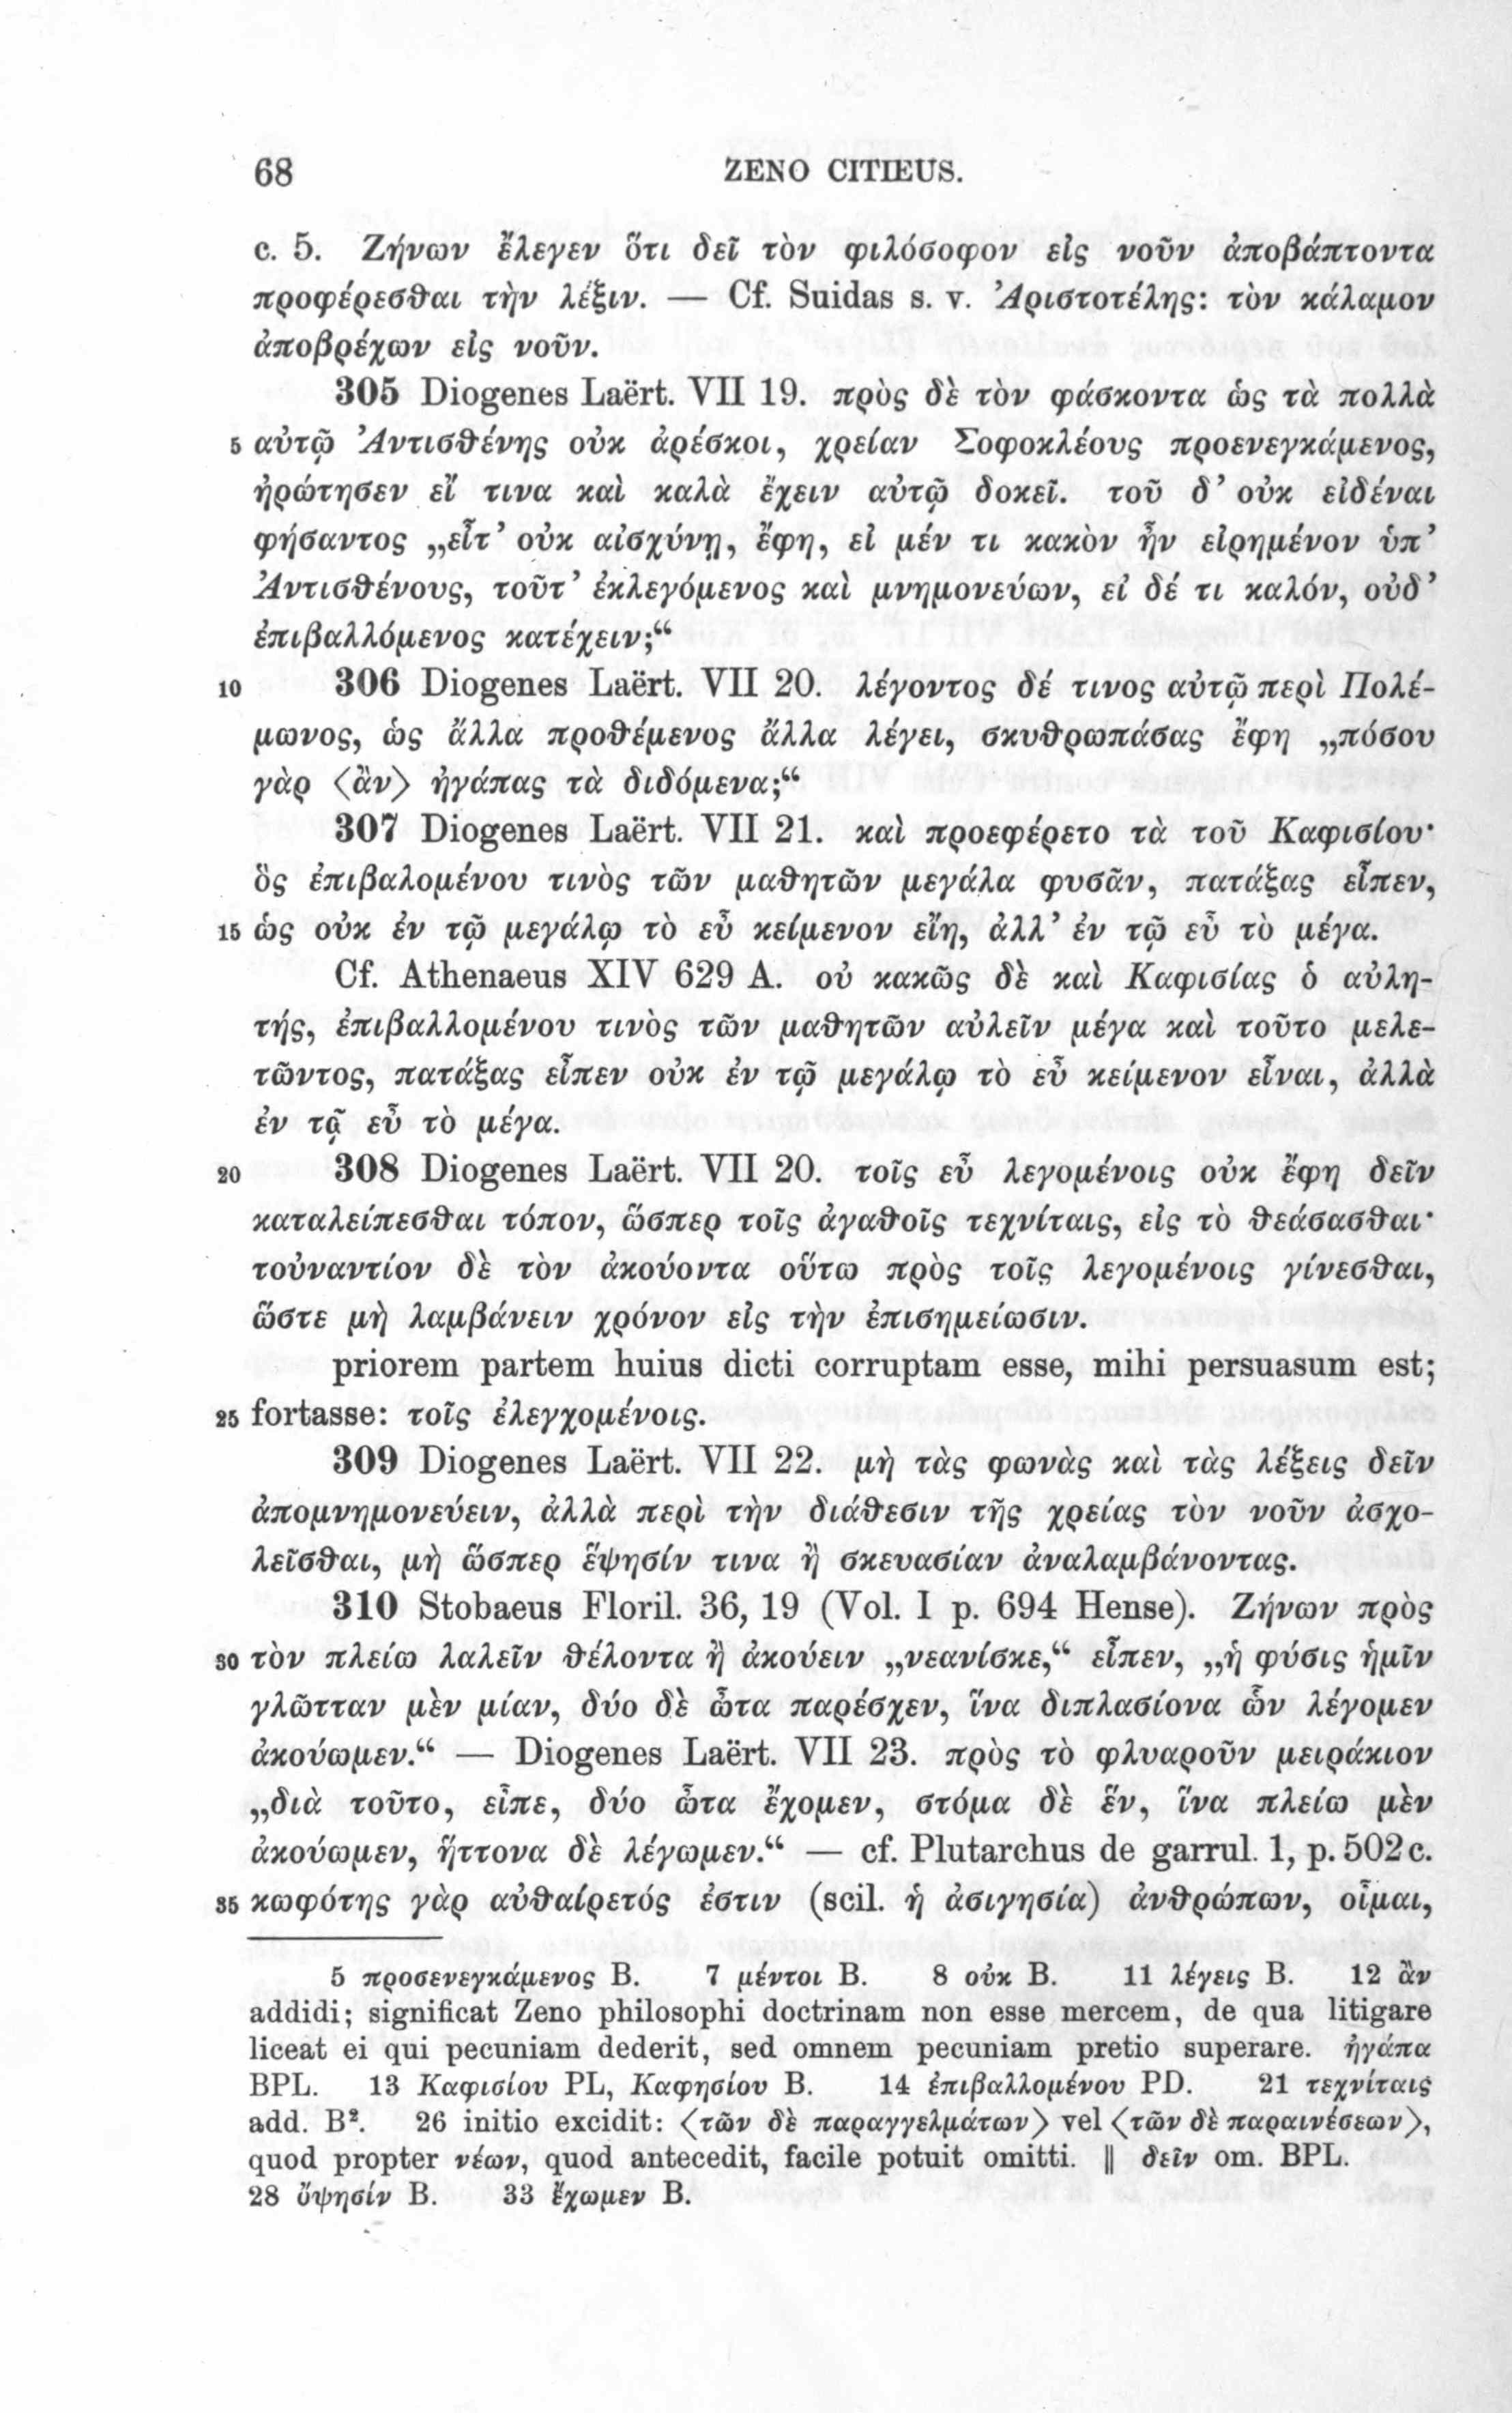 68 ZENO CITIEUS.
c. 5. Ζήνων ἔλεγεν ὅτι δεῖ τὸν φιλόσοφον εἰς νοῦν ἀποβάπτοντα
προφέρεσθαι τὴν λέξιν. — Cf. Suidas s. v. Ἀριστοτέλης: τὸν κάλαμον
ἀποβρέχων εἰς νοῦν.
305 Diogenes Laërt. VII 19. πρὸς δὲ τὸν φάσκοντα ὡς τὰ πολλὰ
5 αὐτῷ Ἀντισθένης οὐκ ἀρέσκοι, χρείαν Σοφοκλέους προενεγκάμενος,
ἠρώτησεν εἴ τινα καὶ καλὰ ἔχειν αὐτῷ δοκεῖ. τοῦ δ’ οὐκ εἰδέναι
φήσαντος „εἶτ’ οὐκ αἰσχύνῃ, ἔφη, εἰ μέν τι κακὸν ἦν εἰρημένον ὑπ’
Ἀντισθένους, τοῦτ’ ἐκλεγόμενος καὶ μνημονεύων, εἰ δέ τι καλόν, οὐδ’
ἐπιβαλλόμενος κατέχειν;“
10 306 Diogenes Laërt. VII 20. λέγοντος δέ τινος αὐτῷ περὶ Πολέ-
μωνος, ὡς ἄλλα προθέμενος ἄλλα λέγει, σκυθρωπάσας ἔφη „πόσου
γὰρ ⟨ἂν⟩ ἠγάπας τὰ διδόμενα;“
307 Diogenes Laërt. VII 21. καὶ προεφέρετο τὰ τοῦ Καφισίου·
ὃς ἐπιβαλομένου τινὸς τῶν μαθητῶν μεγάλα φυσᾶν, πατάξας εἶπεν,
15 ὡς οὐκ ἐν τῷ μεγάλῳ τὸ εὖ κείμενον εἴη, ἀλλ’ ἐν τῷ εὖ τὸ μέγα.
Cf. Athenaeus XIV 629 A. οὐ κακῶς δὲ καὶ Καφισίας ὁ αὐλη-
τής, ἐπιβαλλομένου τινὸς τῶν μαθητῶν αὐλεῖν μέγα καὶ τοῦτο μελε-
τῶντος, πατάξας εἶπεν οὐκ ἐν τῷ μεγάλῳ τὸ εὖ κείμενον εἶναι, ἀλλὰ
ἐν τᾷ εὖ τὸ μέγα.
20 308 Diogenes Laërt. VII 20. τοῖς εὖ λεγομένοις οὐκ ἔφη δεῖν
καταλείπεσθαι τόπον, ὥσπερ τοῖς ἀγαθοῖς τεχνίταις, εἰς τὸ θεάσασθαι·
τοὐναντίον δὲ τὸν ἀκούοντα οὕτω πρὸς τοῖς λεγομένοις γίνεσθαι,
ὥστε μὴ λαμβάνειν χρόνον εἰς τὴν ἐπισημείωσιν.
priorem partem huius dicti corruptam esse, mihi persuasum est;
25 fortasse: τοῖς ἐλεγχομένοις.
309 Diogenes Laërt. VII 22. μὴ τὰς φωνὰς καὶ τὰς λέξεις δεῖν
ἀπομνημονεύειν, ἀλλὰ περὶ τὴν διάθεσιν τῆς χρείας τὸν νοῦν ἀσχο-
λεῖσθαι, μὴ ὥσπερ ἕψησίν τινα ἢ σκευασίαν ἀναλαμβάνοντας.
310 Stobaeus Floril. 36, 19 (Vol. I p. 694 Hense). Ζήνων πρὸς
30 τὸν πλείω λαλεῖν θέλοντα ἢ ἀκούειν „νεανίσκε,“ εἶπεν, „ἡ φύσις ἡμῖν
γλῶτταν μὲν μίαν, δύο δὲ ὦτα παρέσχεν, ἵνα διπλασίονα ὧν λέγομεν
ἀκούωμεν.“ — Diogenes Laërt. VII 23. πρὸς τὸ φλυαροῦν μειράκιον
„διὰ τοῦτο, εἶπε, δύο ὦτα ἔχομεν, στόμα δὲ ἕν, ἵνα πλείω μὲν
ἀκούωμεν, ἥττονα δὲ λέγωμεν.“ — cf. Plutarchus de garrul. 1, p. 502 c.
35 κωφότης γὰρ αὐθαίρετός ἐστιν (scil. ἡ ἀσιγησία) ἀνθρώπων, οἶμαι,
5 προσενεγκάμενος B. 7 μέντοι B. 8 οὐκ B. 11 λέγεις B. 12 ἂν
addidi; significat Zeno philosophi doctrinam non esse mercem, de qua litigare
liceat ei qui pecuniam dederit, sed omnem pecuniam pretio superare. ἠγάπα
BPL. 13 Καφισίου PL, Καφησίου B. 14 ἐπιβαλλομένου PD. 21 τεχνίταις
add. B². 26 initio excidit: ⟨τῶν δὲ παραγγελμάτων⟩ vel ⟨τῶν δὲ παραινέσεων⟩,
quod propter νέων, quod antecedit, facile potuit omitti. ‖ δεῖν om. BPL.
28 ὄψησίν B. 33 ἔχωμεν B.